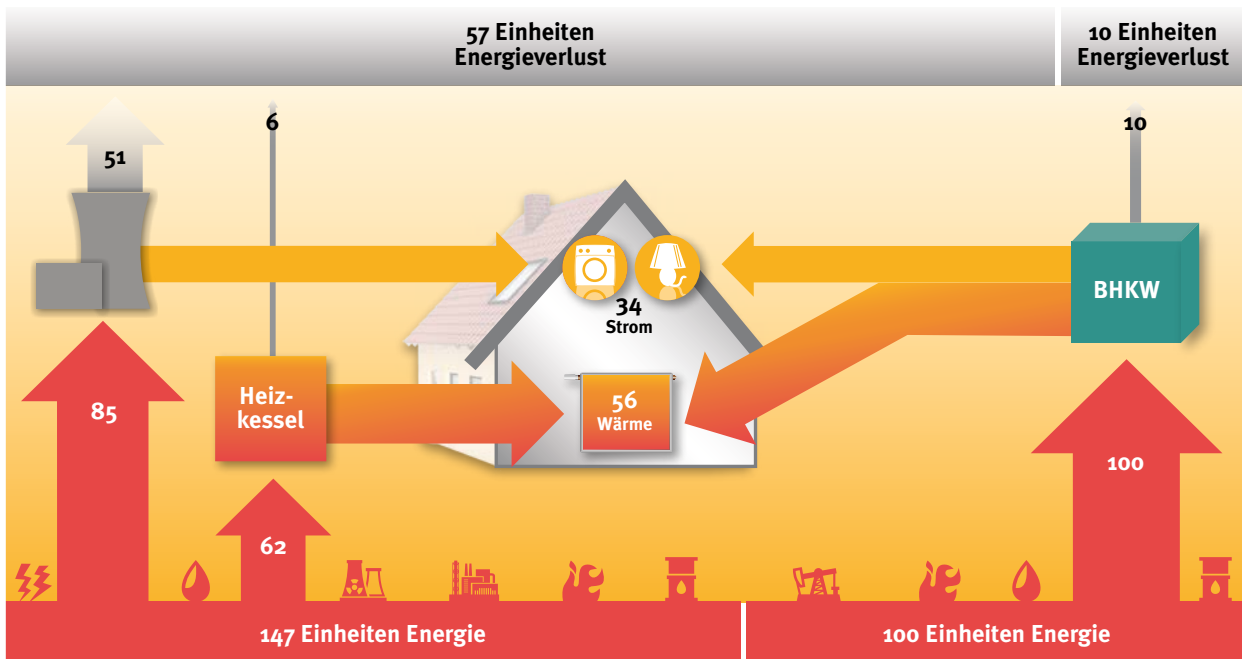 57 Einheiten
Energieverlust
10 Einheiten
Energieverlust
51
6
10
34
Strom
BHKW
85
Heiz-
kessel
56
Wärme
62
100
147 Einheiten Energie
100 Einheiten Energie